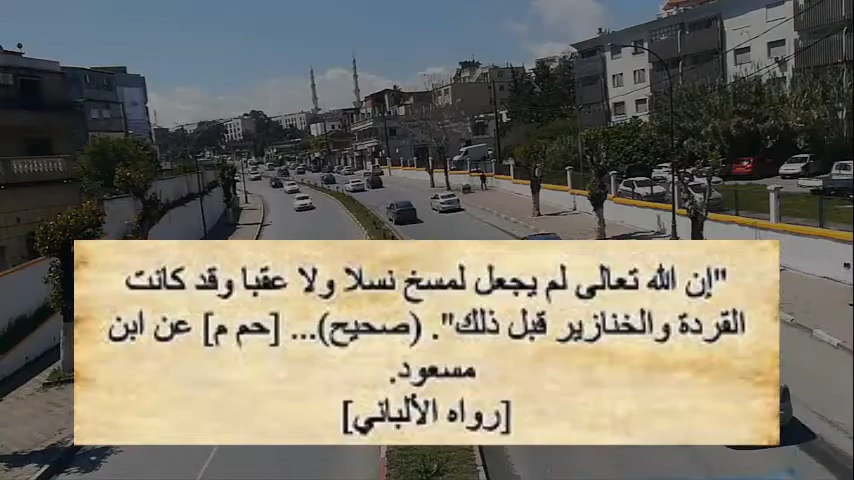 "إن الله تعالى لم يجعل لمسخ نسلا ولا عقبا وقد كانت
القردة والخنازير قبل ذلك". (صحيح)... [حم م] عن ابن
مسعود.
[رواه الألباني]